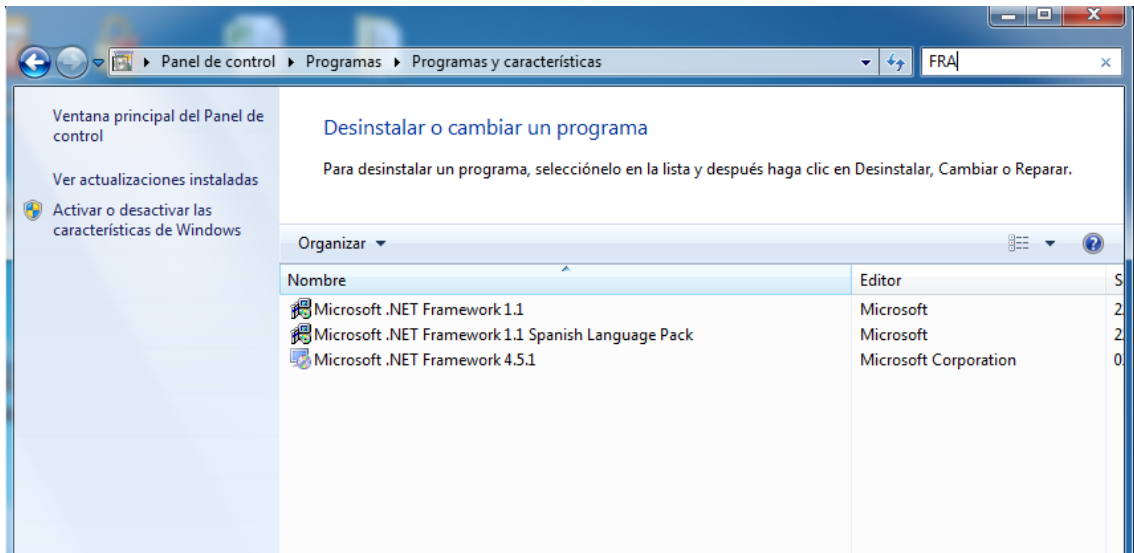 Panel de control ▸ Programas ▸ Programas y características
FRA
Ventana principal del Panel de
control
Ver actualizaciones instaladas
Activar o desactivar las
características de Windows
Desinstalar o cambiar un programa
Para desinstalar un programa, selecciónelo en la lista y después haga clic en Desinstalar, Cambiar o Reparar.
Organizar
Nombre Editor S
Microsoft .NET Framework 1.1 Microsoft 2
Microsoft .NET Framework 1.1 Spanish Language Pack Microsoft 2
Microsoft .NET Framework 4.5.1 Microsoft Corporation 0